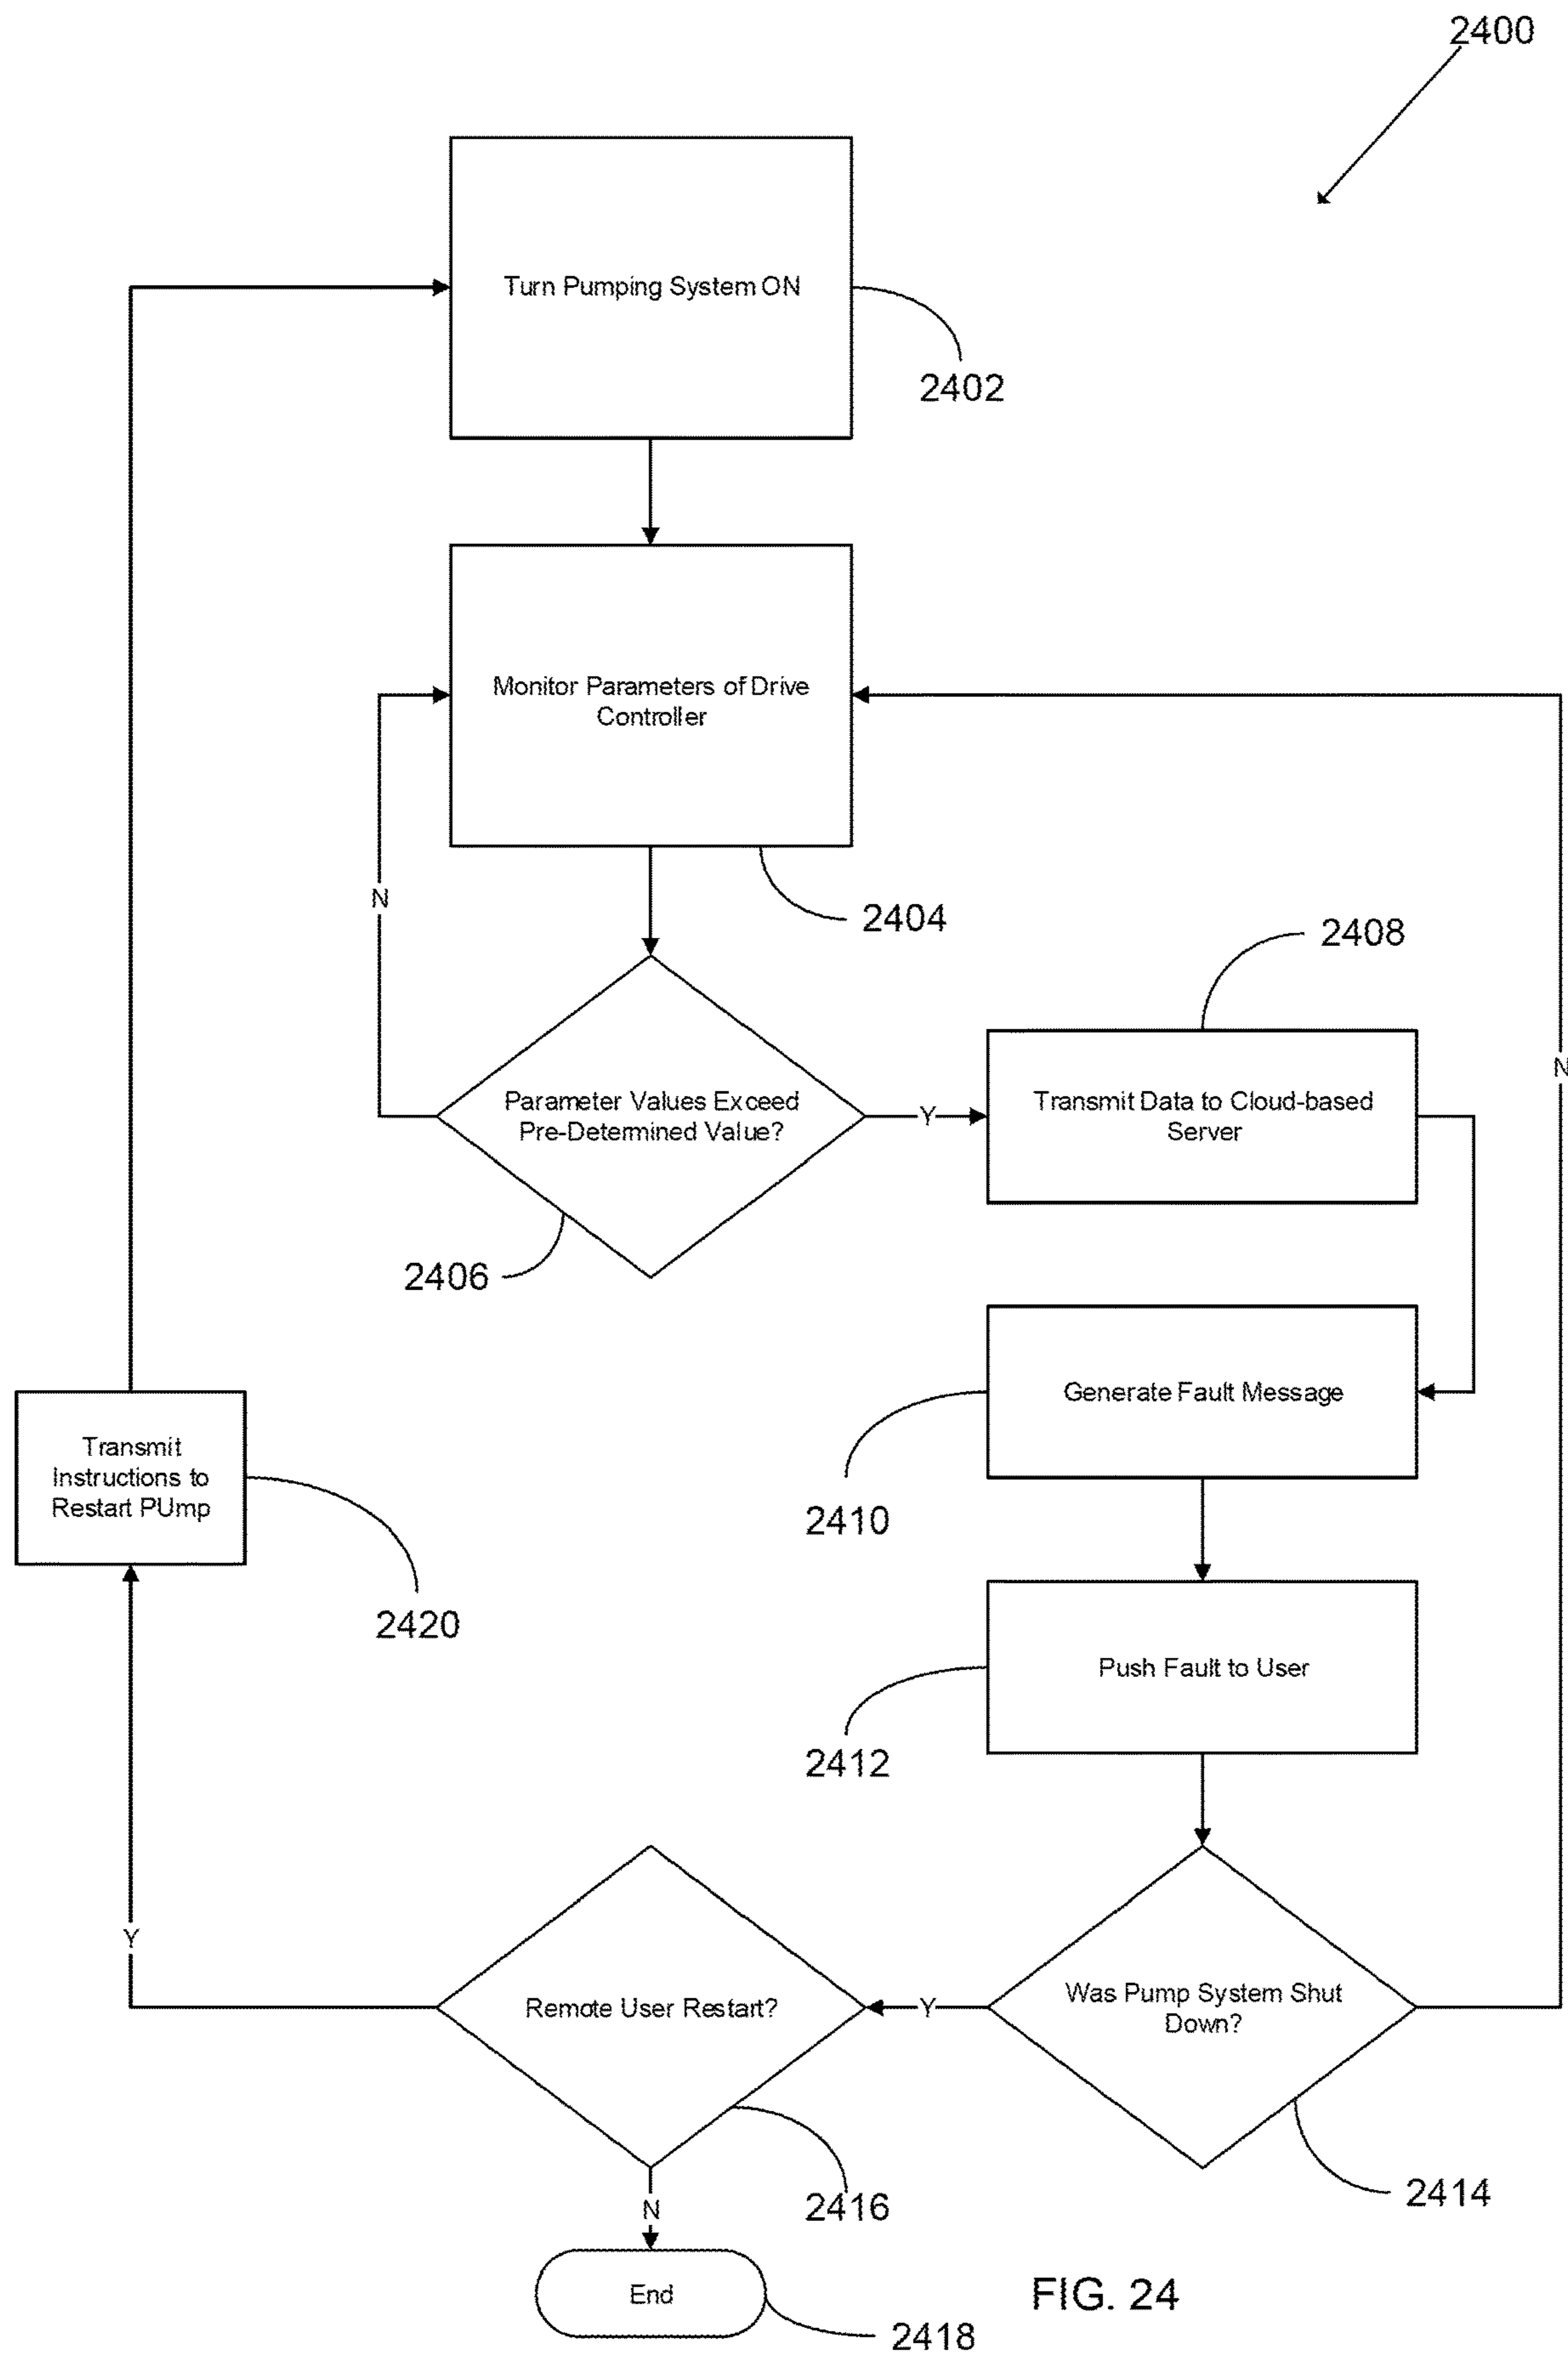 2400
Turn Pumping System ON
2402
Monitor Parameters of Drive
Controller
2404
N
2408
Parameter Values Exceed
Pre-Determined Value?
Y
Transmit Data to Cloud-based
Server
N
2406
Generate Fault Message
2410
Transmit
Instructions to
Restart PUmp
2420
Push Fault to User
2412
Y
Remote User Restart?
Y
Was Pump System Shut
Down?
2416
2414
N
End
2418
FIG. 24